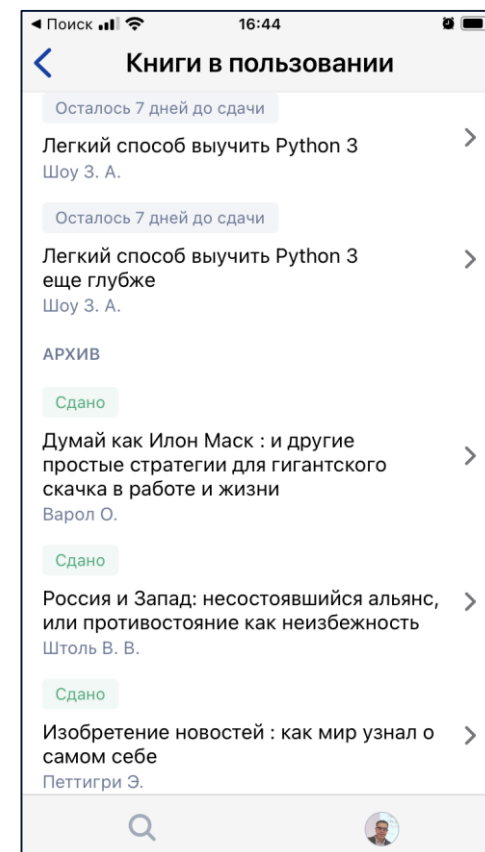 Поиск
16:44
Книги в пользовании
Осталось 7 дней до сдачи
Легкий способ выучить Python 3
Шоу З. А.
Осталось 7 дней до сдачи
Легкий способ выучить Python 3
еще глубже
Шоу З. А.
АРХИВ
Сдано
Думай как Илон Маск : и другие
простые стратегии для гигантского
скачка в работе и жизни
Варол О.
Сдано
Россия и Запад: несостоявшийся альянс,
или противостояние как неизбежность
Штоль В. В.
Сдано
Изобретение новостей : как мир узнал о
самом себе
Петтигри Э.